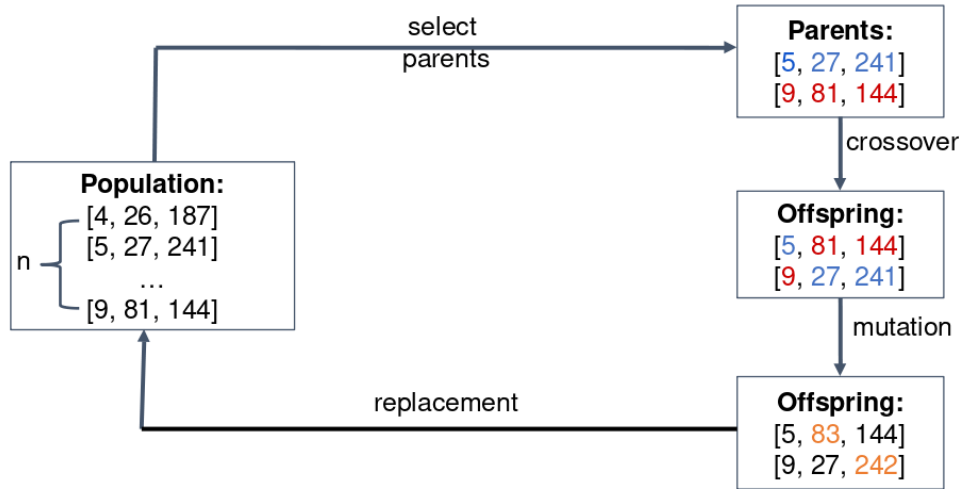 select
parents
Parents:
[5, 27, 241]
[9, 81, 144]
crossover
Population:
[4, 26, 187]
[5, 27, 241]
...
[9, 81, 144]
n
Offspring:
[5, 81, 144]
[9, 27, 241]
mutation
replacement
Offspring:
[5, 83, 144]
[9, 27, 242]